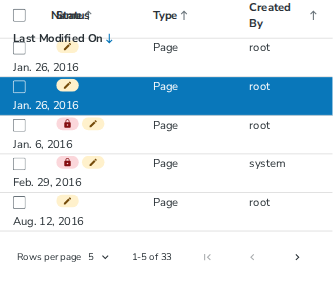 Name Status Type Created By
Last Modified On
Page root
Jan. 26, 2016
Page root
Jan. 26, 2016
Page root
Jan. 6, 2016
Page system
Feb. 29, 2016
Page root
Aug. 12, 2016
Rows per page 5 1-5 of 33